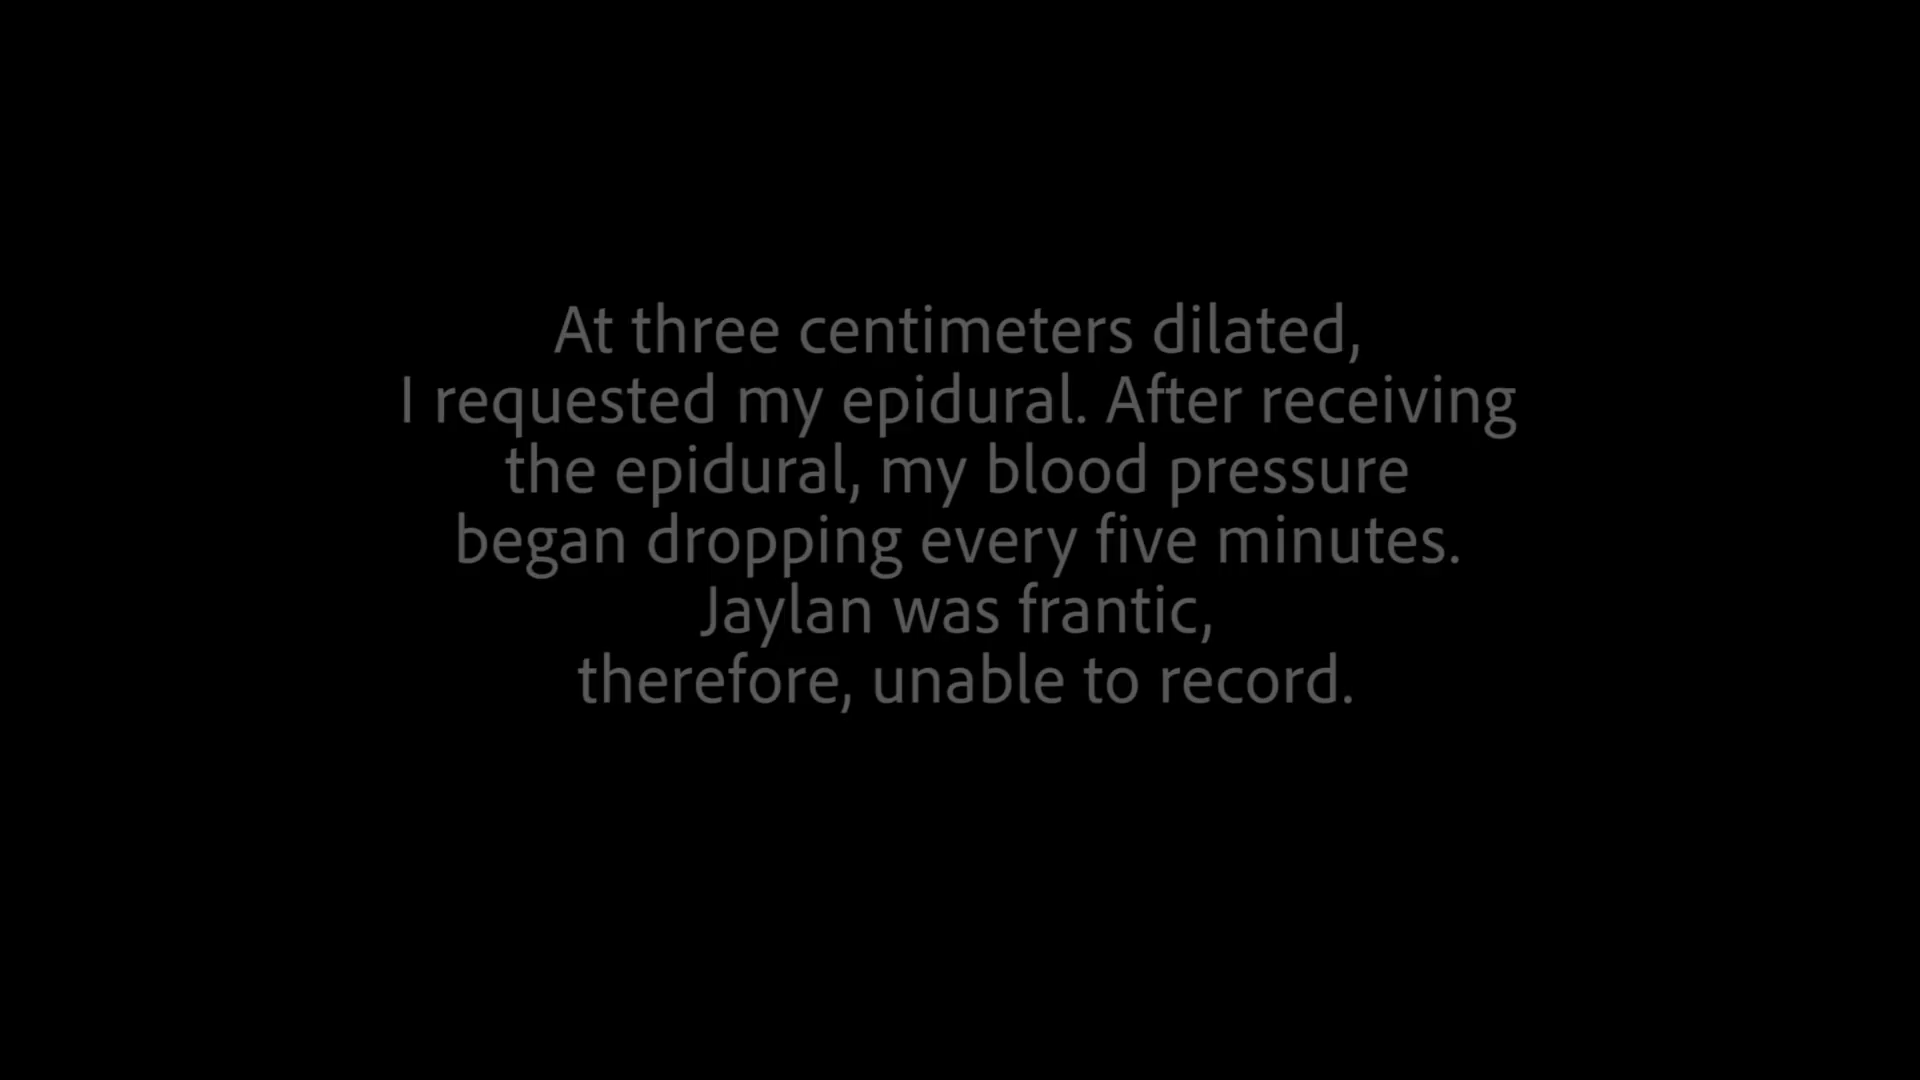 At three centimeters dilated,
I requested my epidural. After receiving
the epidural, my blood pressure
began dropping every five minutes.
Jaylan was frantic,
therefore, unable to record.